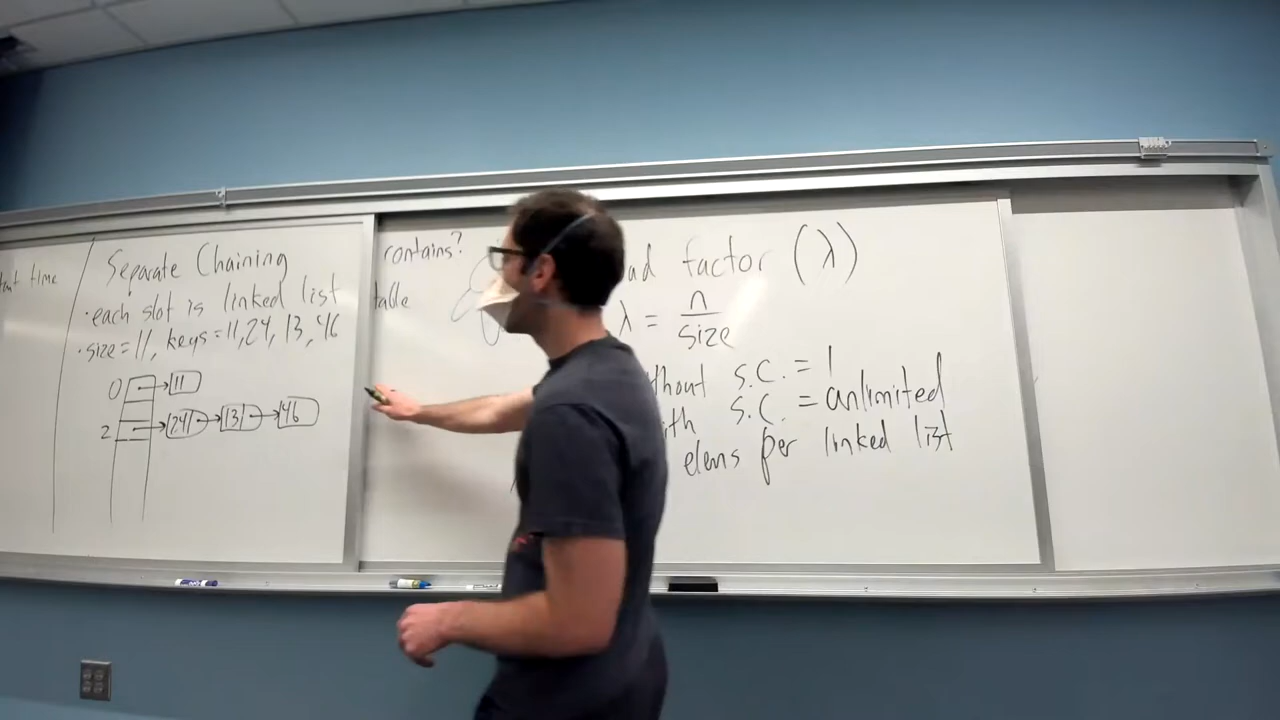 Separate Chaining
· each slot is linked list
· size = 11, keys = 11, 24, 13, 46
0
11
2
24 13 46
time
contains?
table
factor (λ)
λ = n
size
s.C. = 1
s.C. = unlimited
elems per linked list